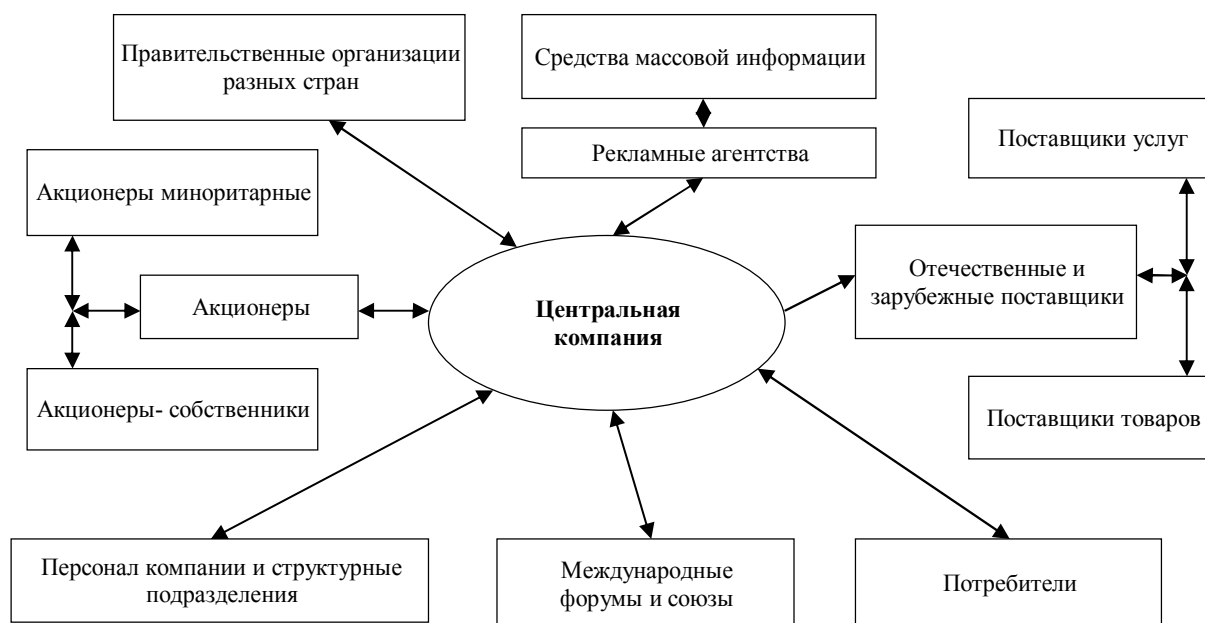 Правительственные организации
разных стран
Средства массовой информации
Рекламные агентства
Поставщики услуг
Акционеры миноритарные
Отечественные и
зарубежные поставщики
Акционеры
Центральная
компания
Акционеры- собственники
Поставщики товаров
Персонал компании и структурные
подразделения
Международные
форумы и союзы
Потребители